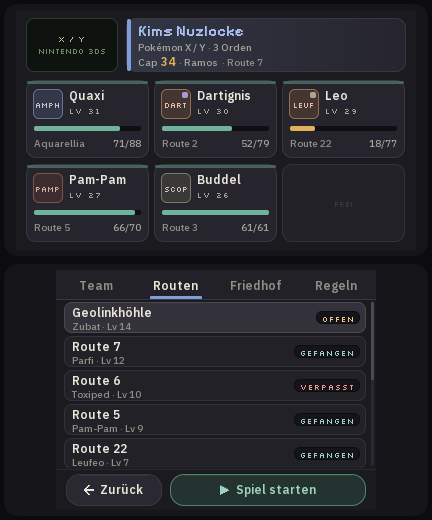 X / Y
NINTENDO 3DS
Kims Nuzlocke
Pokémon X / Y · 3 Orden
Cap 34 · Ramos · Route 7
AMPH
Quaxi
LV 31
Aquarellia 71/88
DART
Dartignis
LV 30
Route 2 52/79
LEUF
Leo
LV 29
Route 22 18/77
PAMP
Pam-Pam
LV 27
Route 5 66/70
SCOP
Buddel
LV 26
Route 3 61/61
FREI
Team Routen Friedhof Regeln
Geolinkhöhle
Zubat · Lv 14
OFFEN
Route 7
Parfi · Lv 12
GEFANGEN
Route 6
Toxiped · Lv 10
VERPASST
Route 5
Pam-Pam · Lv 9
GEFANGEN
Route 22
Leufeo · Lv 7
GEFANGEN
← Zurück
▶ Spiel starten